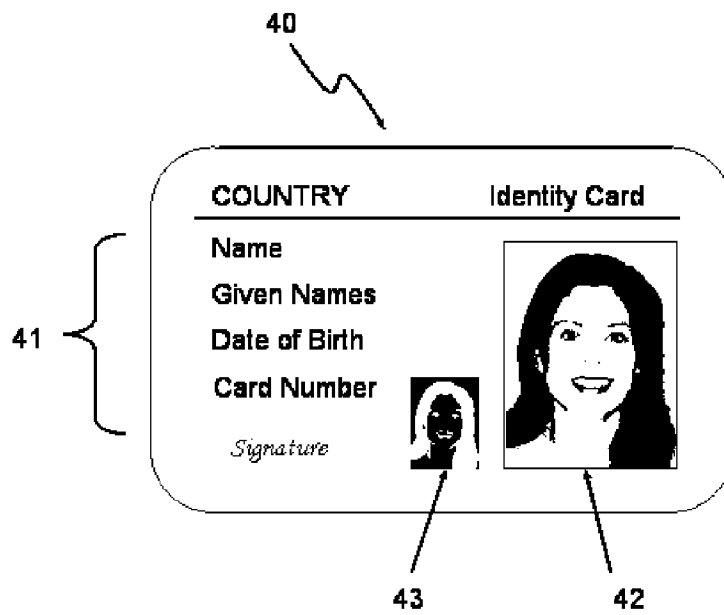 40
COUNTRY Identity Card
Name
Given Names
41
Date of Birth
Card Number
Signature
43 42